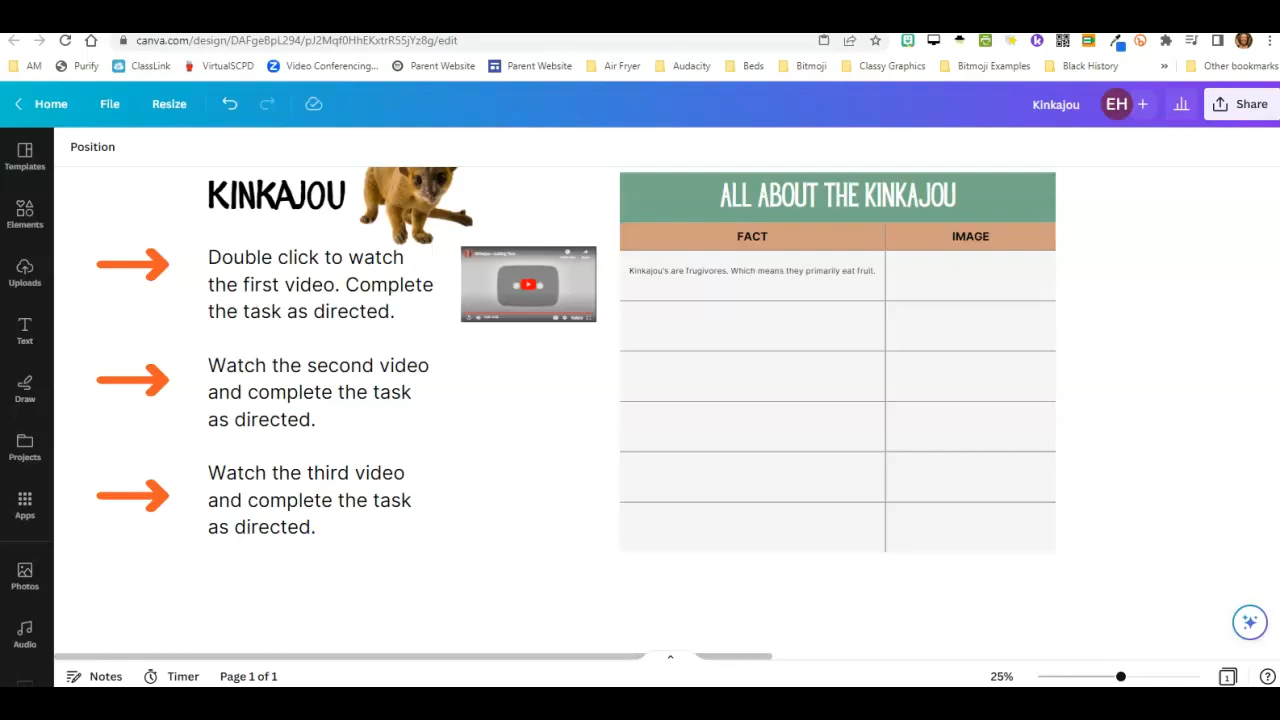 canva.com/design/DAFgeBpL294/pJ2Mqf0HhEKxtrR55jYz8g/edit
AM Purify ClassLink VirtualSCPD Video Conferencing... Parent Website Parent Website Air Fryer Audacity Beds Bitmoji Classy Graphics Bitmoji Examples Black History » Other bookmarks
Home File Resize Kinkajou EH + Share
Templates
Position
Elements
Uploads
Text
Draw
Projects
Apps
Photos
Audio
KINKAJOU
Double click to watch
the first video. Complete
the task as directed.
Watch the second video
and complete the task
as directed.
Watch the third video
and complete the task
as directed.
ALL ABOUT THE KINKAJOU
FACT IMAGE
Kinkajou's are frugivores. Which means they primarily eat fruit.
Notes Timer Page 1 of 1 25% 1 ?